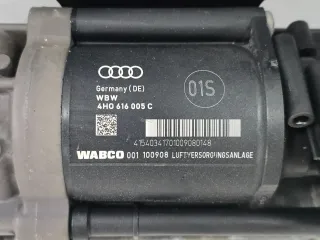 Germany (DE)
WBW
4H0 616 005 C
01S
41540341701009080148
WABCO 001 100908 LUFTVERSORGUNGSANLAGE